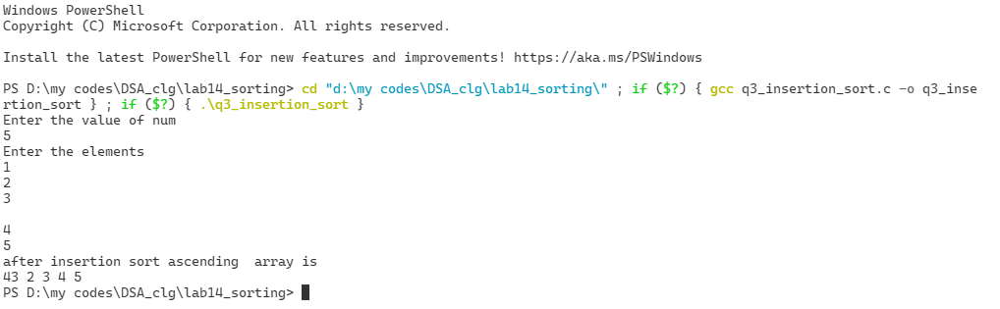 Windows PowerShell
Copyright (C) Microsoft Corporation. All rights reserved.
Install the latest PowerShell for new features and improvements! https://aka.ms/PSWindows
PS D:\my codes\DSA_clg\lab14_sorting> cd "d:\my codes\DSA_clg\lab14_sorting\" ; if ($?) { gcc q3_insertion_sort.c -o q3_inse
rtion_sort } ; if ($?) { .\q3_insertion_sort }
Enter the value of num
5
Enter the elements
1
2
3
4
5
after insertion sort ascending  array is
43 2 3 4 5
PS D:\my codes\DSA_clg\lab14_sorting>